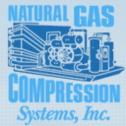 NATURAL GAS
COMPRESSION
Systems, Inc.